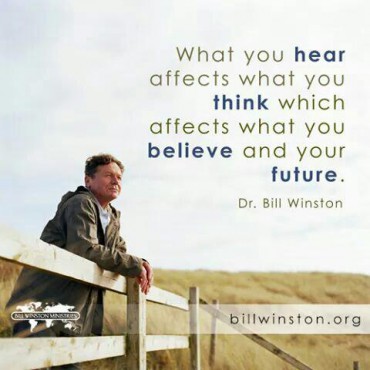 What you hear
affects what you
think which
affects what you
believe and your
future.
Dr. Bill Winston
BILL WINSTON MINISTRIES
billwinston.org